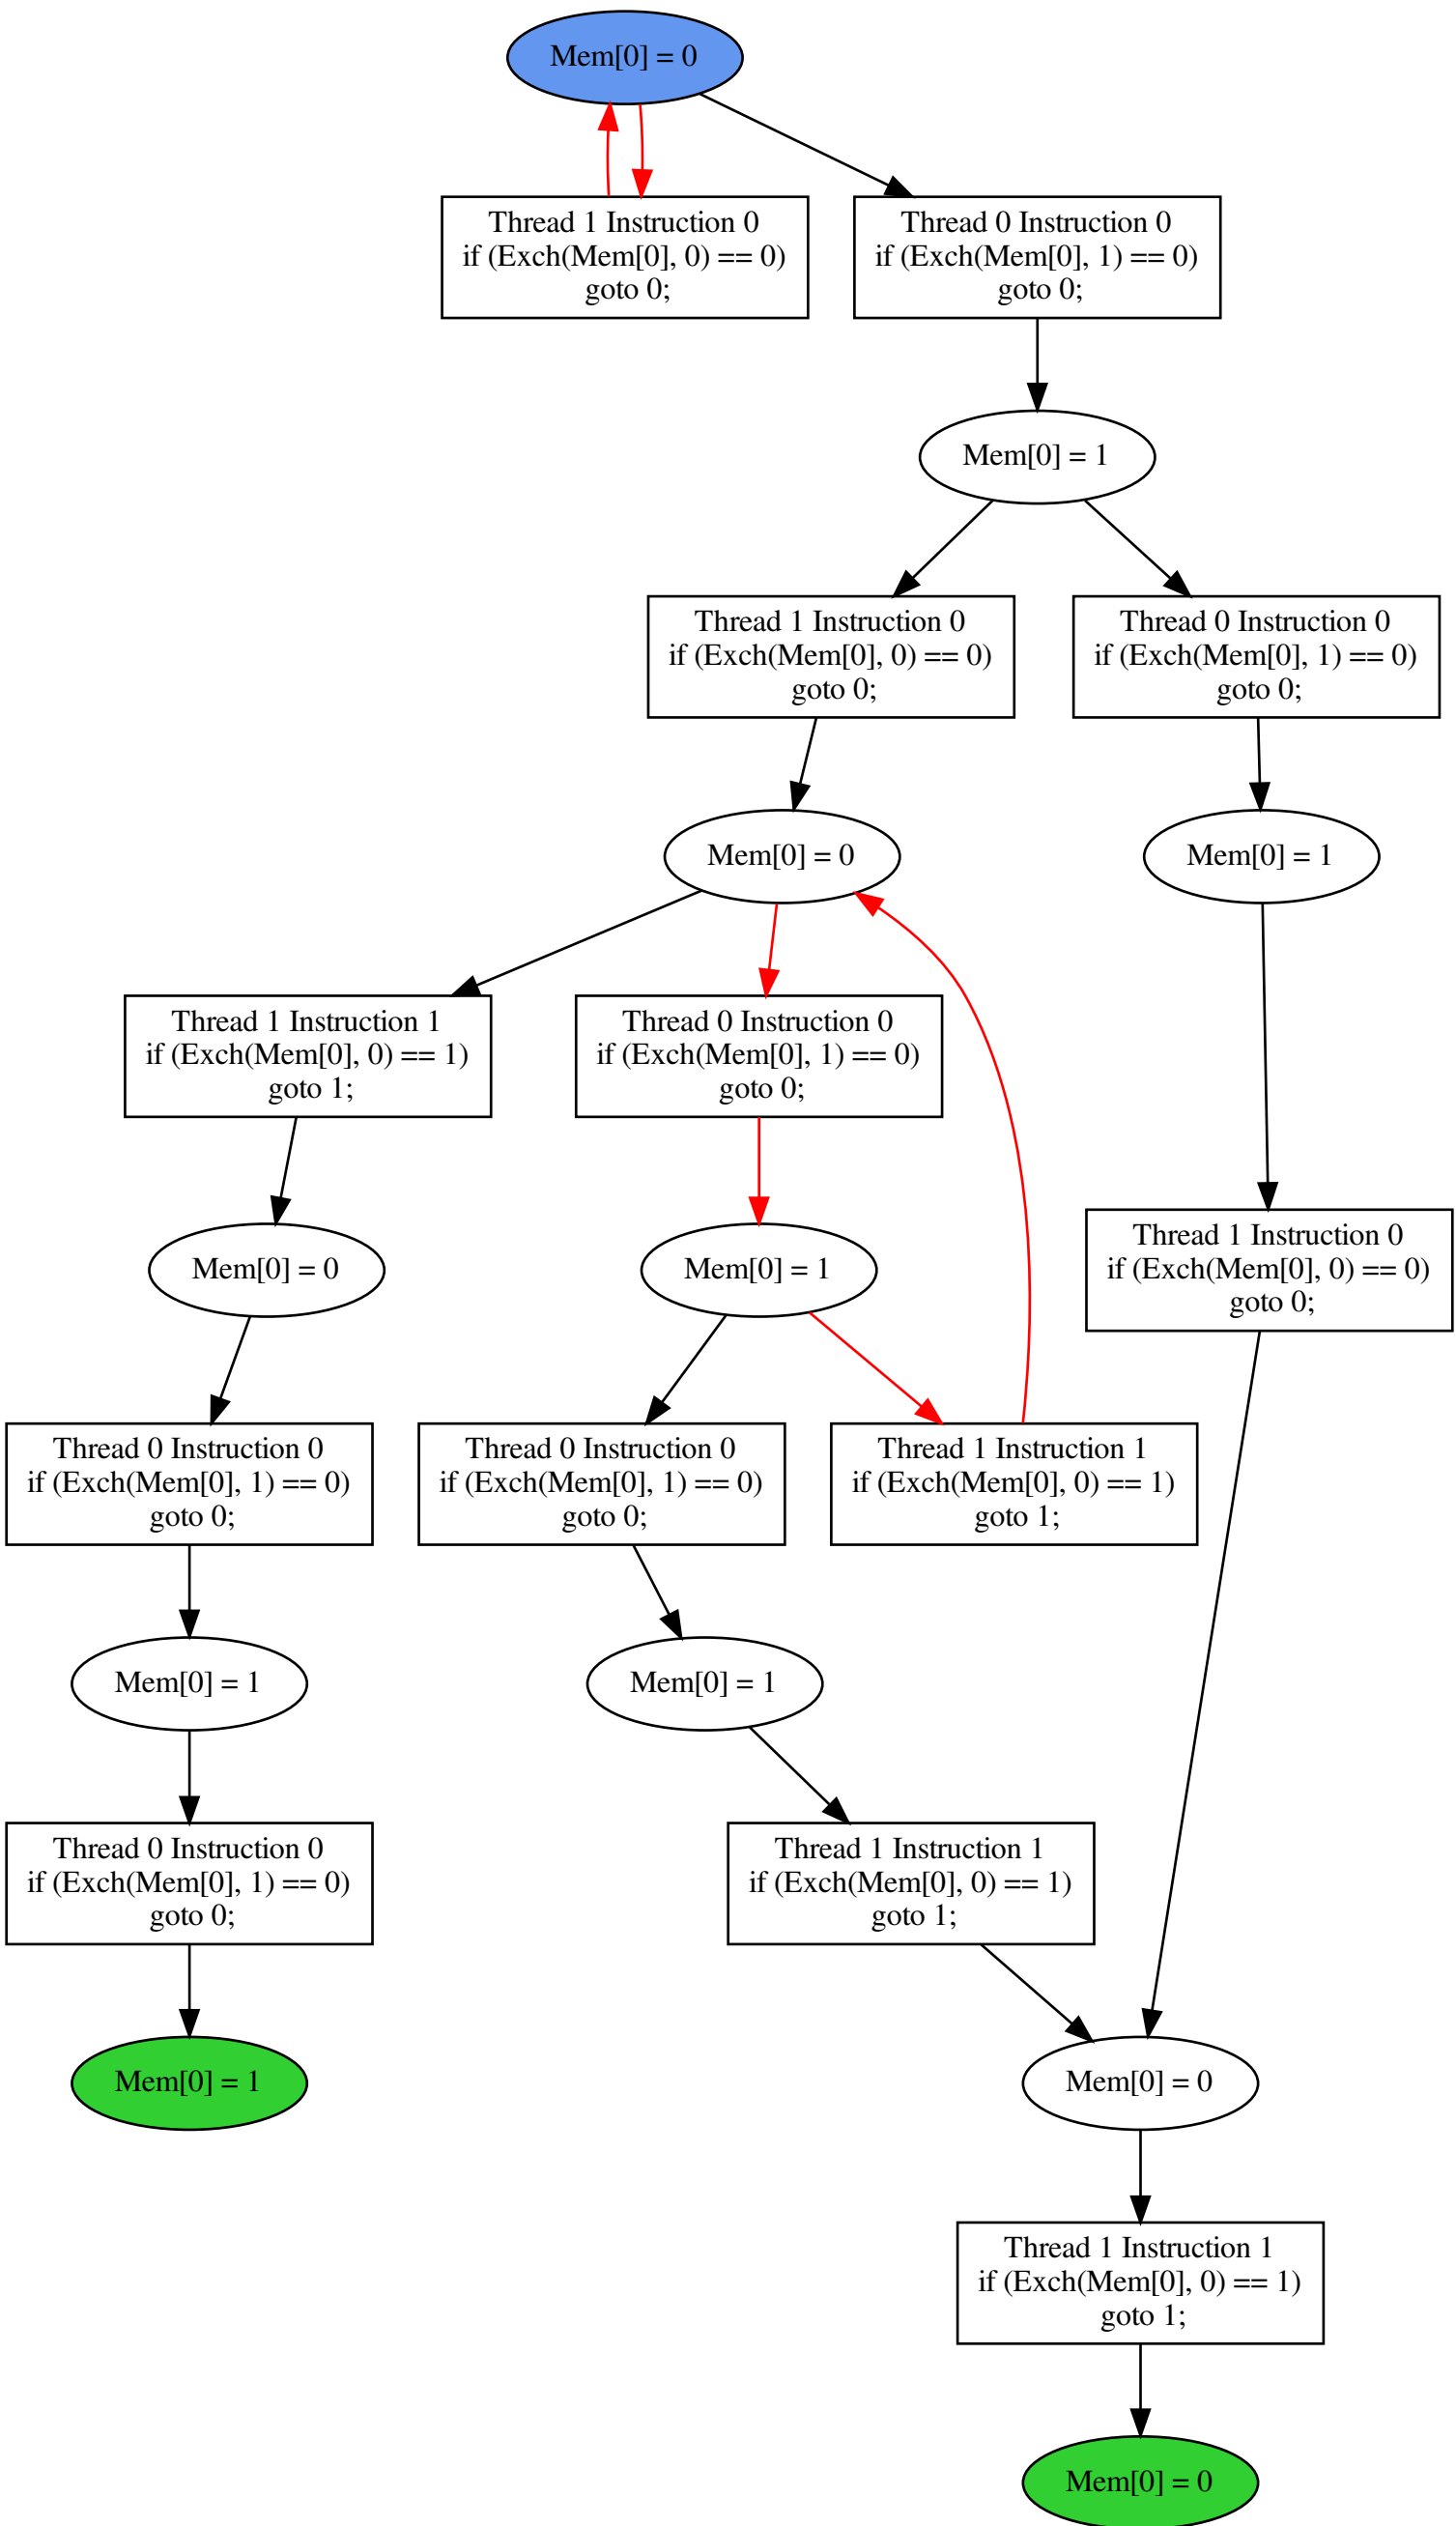 Mem[0] = 0
Thread 1 Instruction 0
if (Exch(Mem[0], 0) == 0)
goto 0;
Thread 0 Instruction 0
if (Exch(Mem[0], 1) == 0)
goto 0;
Mem[0] = 1
Thread 1 Instruction 0
if (Exch(Mem[0], 0) == 0)
goto 0;
Thread 0 Instruction 0
if (Exch(Mem[0], 1) == 0)
goto 0;
Mem[0] = 0
Mem[0] = 1
Thread 1 Instruction 1
if (Exch(Mem[0], 0) == 1)
goto 1;
Thread 0 Instruction 0
if (Exch(Mem[0], 1) == 0)
goto 0;
Mem[0] = 0
Mem[0] = 1
Thread 1 Instruction 0
if (Exch(Mem[0], 0) == 0)
goto 0;
Thread 0 Instruction 0
if (Exch(Mem[0], 1) == 0)
goto 0;
Thread 0 Instruction 0
if (Exch(Mem[0], 1) == 0)
goto 0;
Thread 1 Instruction 1
if (Exch(Mem[0], 0) == 1)
goto 1;
Mem[0] = 1
Mem[0] = 1
Thread 0 Instruction 0
if (Exch(Mem[0], 1) == 0)
goto 0;
Thread 1 Instruction 1
if (Exch(Mem[0], 0) == 1)
goto 1;
Mem[0] = 1
Mem[0] = 0
Thread 1 Instruction 1
if (Exch(Mem[0], 0) == 1)
goto 1;
Mem[0] = 0